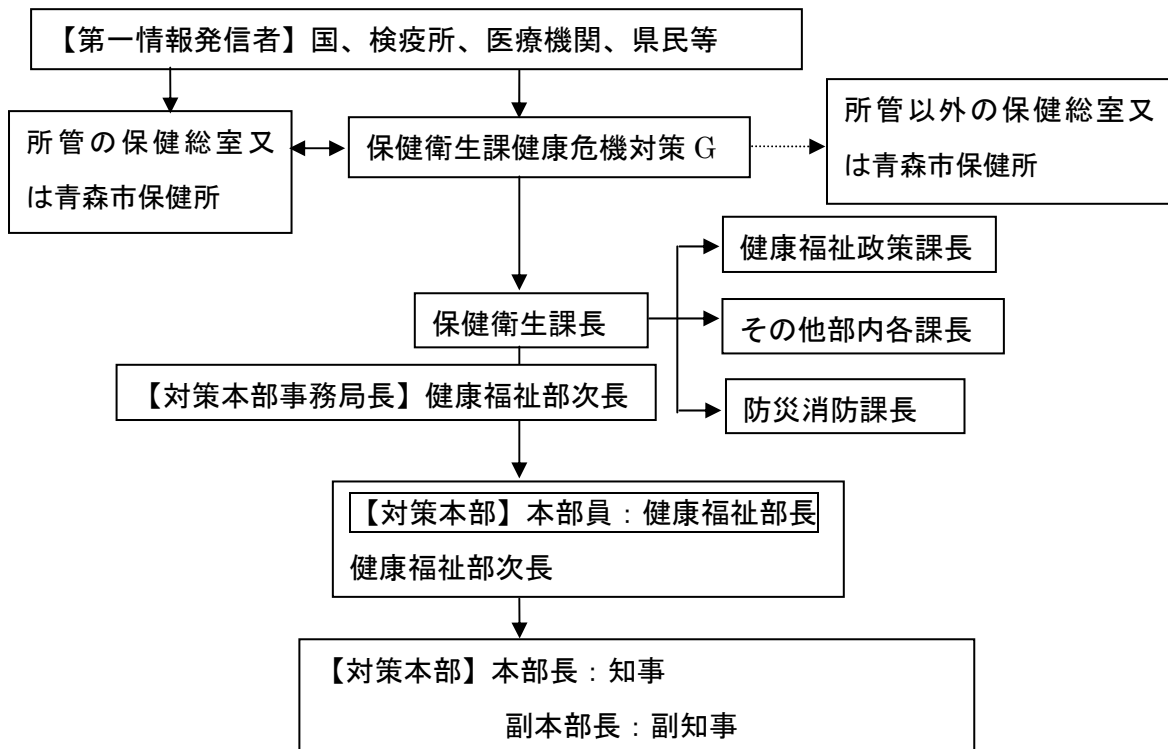 【第一情報発信者】国、検疫所、医療機関、県民等
所管の保健総室又
は青森市保健所
保健衛生課健康危機対策 G
所管以外の保健総室又
は青森市保健所
健康福祉政策課長
保健衛生課長
その他部内各課長
【対策本部事務局長】健康福祉部次長
防災消防課長
【対策本部】本部員：健康福祉部長
健康福祉部次長
【対策本部】本部長：知事
副本部長：副知事